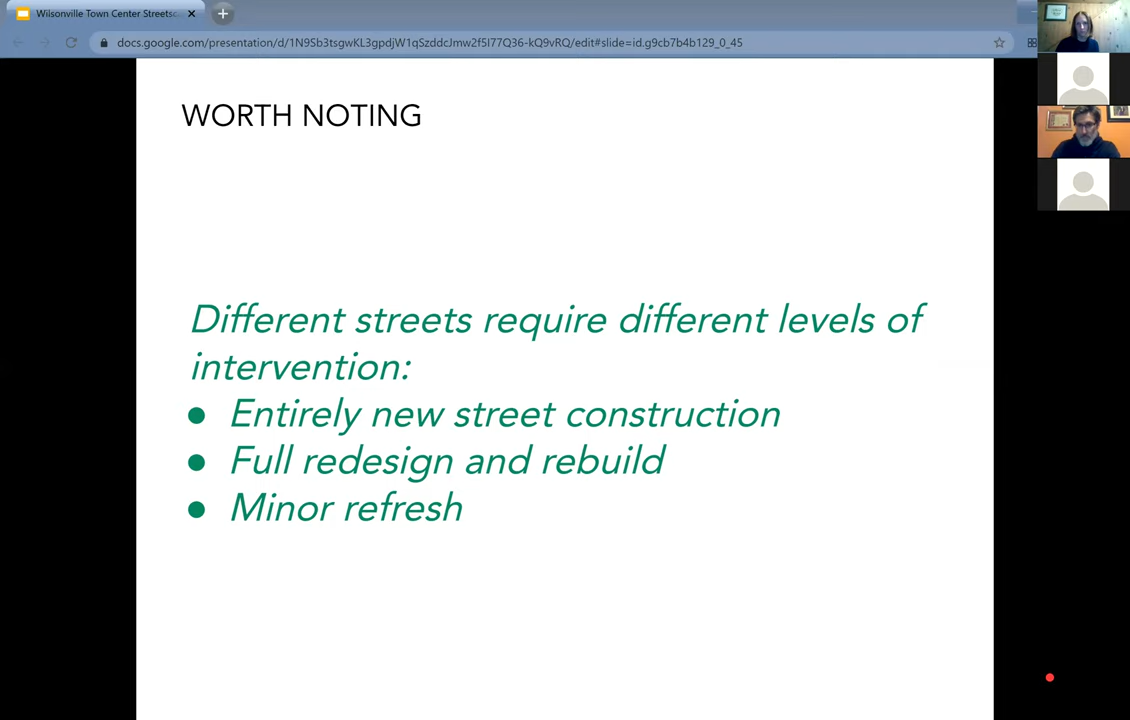 Wilsonville Town Center Streetsc
docs.google.com/presentation/d/1N9Sb3tsgwKL3gpdjW1qSzddcJmw2f5I77Q36-kQ9vRQ/edit#slide=id.g9cb7b4b129_0_45
WORTH NOTING
Different streets require different levels of
intervention:
● Entirely new street construction
● Full redesign and rebuild
● Minor refresh